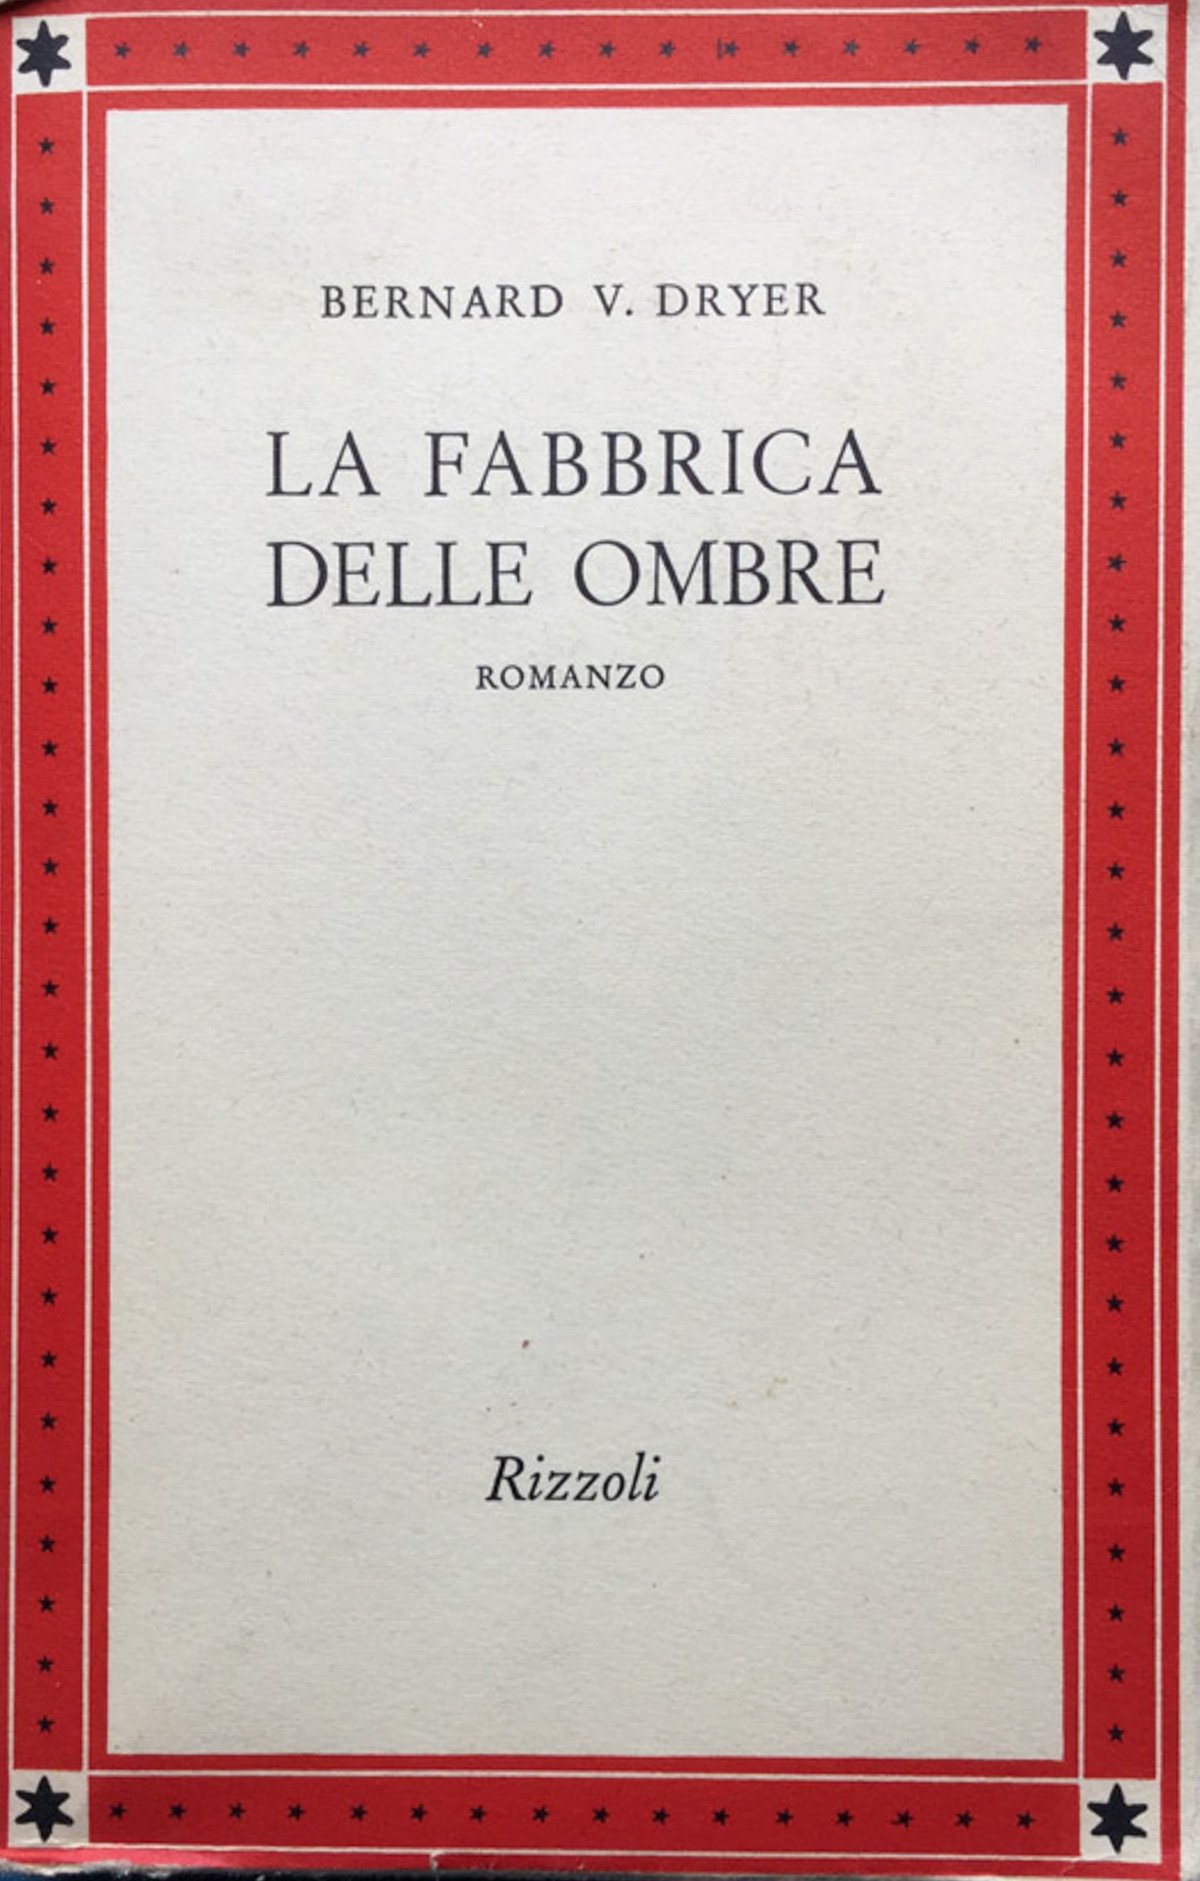 BERNARD V. DRYER
LA FABBRICA
DELLE OMBRE
ROMANZO
Rizzoli